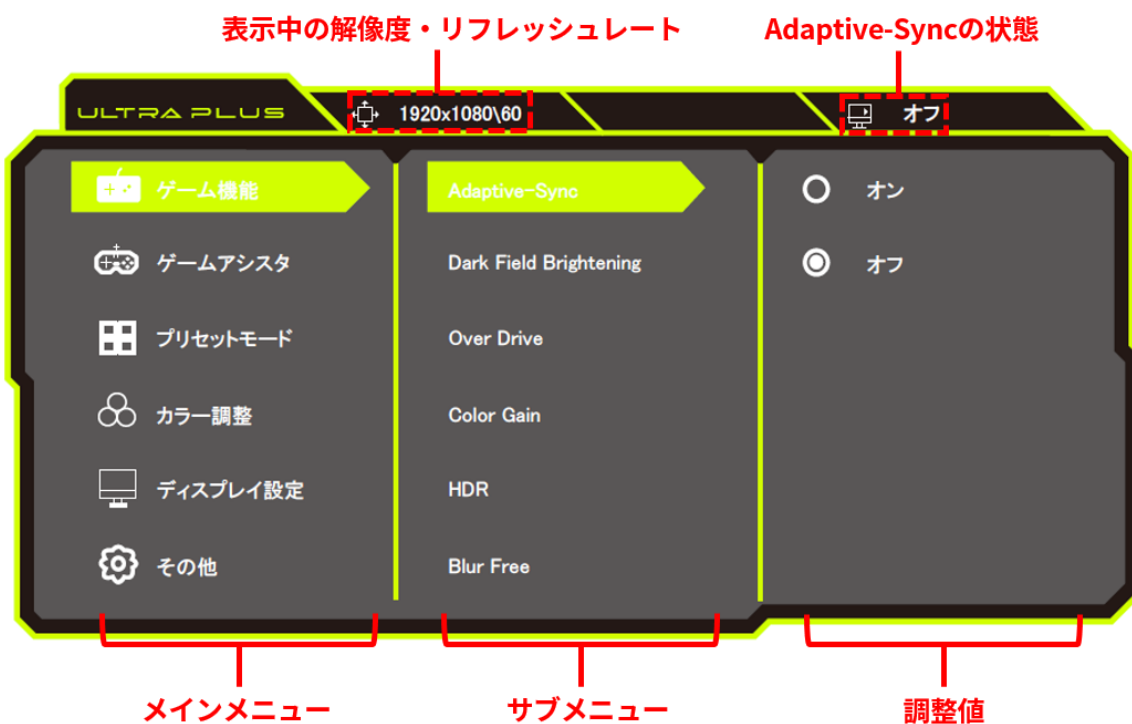 表示中の解像度・リフレッシュレート
Adaptive-Syncの状態
ULTRA PLUS
1920x1080\60
オフ
ゲーム機能
Adaptive-Sync
オン
ゲームアシスタ
Dark Field Brightening
オフ
プリセットモード
Over Drive
カラー調整
Color Gain
ディスプレイ設定
HDR
その他
Blur Free
メインメニュー
サブメニュー
調整値